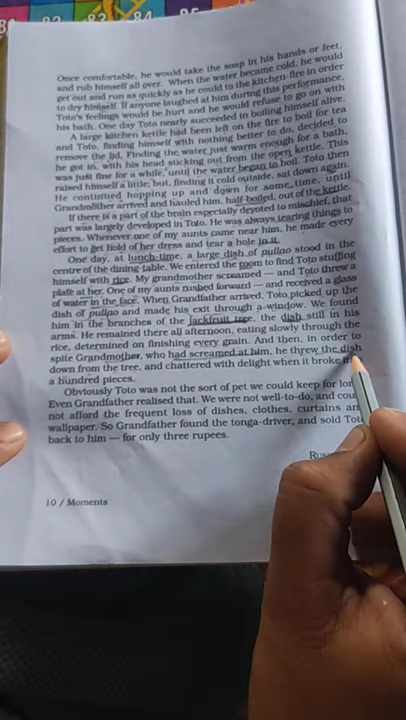 81 82 83 84 85
Once comfortable, he would take the soap in his hands or feet,
and rub himself all over. When the water became cold, he would
get out and run as quickly as he could to the kitchen-fire in order
to dry himself. If anyone laughed at him during this performance,
Toto's feelings would be hurt and he would refuse to go on with
his bath. One day Toto nearly succeeded in boiling himself alive.
A large kitchen kettle had been left on the fire to boil for tea
and Toto, finding himself with nothing better to do, decided to
remove the lid. Finding the water just warm enough for a bath,
he got in, with his head sticking out from the open kettle. This
was just fine for a while, until the water began to boil. Toto then
raised himself a little; but, finding it cold outside, sat down again.
He continued hopping up and down for some time, until
Grandmother arrived and hauled him, half-boiled, out of the kettle.
If there is a part of the brain especially devoted to mischief, that
part was largely developed in Toto. He was always tearing things to
pieces. Whenever one of my aunts came near him, he made every
effort to get hold of her dress and tear a hole in it.
One day, at lunch-time, a large dish of pullao stood in the
centre of the dining-table. We entered the room to find Toto stuffing
himself with rice. My grandmother screamed — and Toto threw a
plate at her. One of my aunts rushed forward — and received a glass
of water in the face. When Grandfather arrived, Toto picked up the
dish of pullao and made his exit through a window. We found
him in the branches of the jackfruit tree, the dish still in his
arms. He remained there all afternoon, eating slowly through the
rice, determined on finishing every grain. And then, in order to
spite Grandmother, who had screamed at him, he threw the dish
down from the tree, and chattered with delight when it broke
a hundred pieces.
Obviously Toto was not the sort of pet we could keep for
Even Grandfather realised that. We were not well-to-do, and
not afford the frequent loss of dishes, clothes, curtains
wallpaper. So Grandfather found the tonga-driver, and sold
back to him — for only three rupees.
10 / Moments